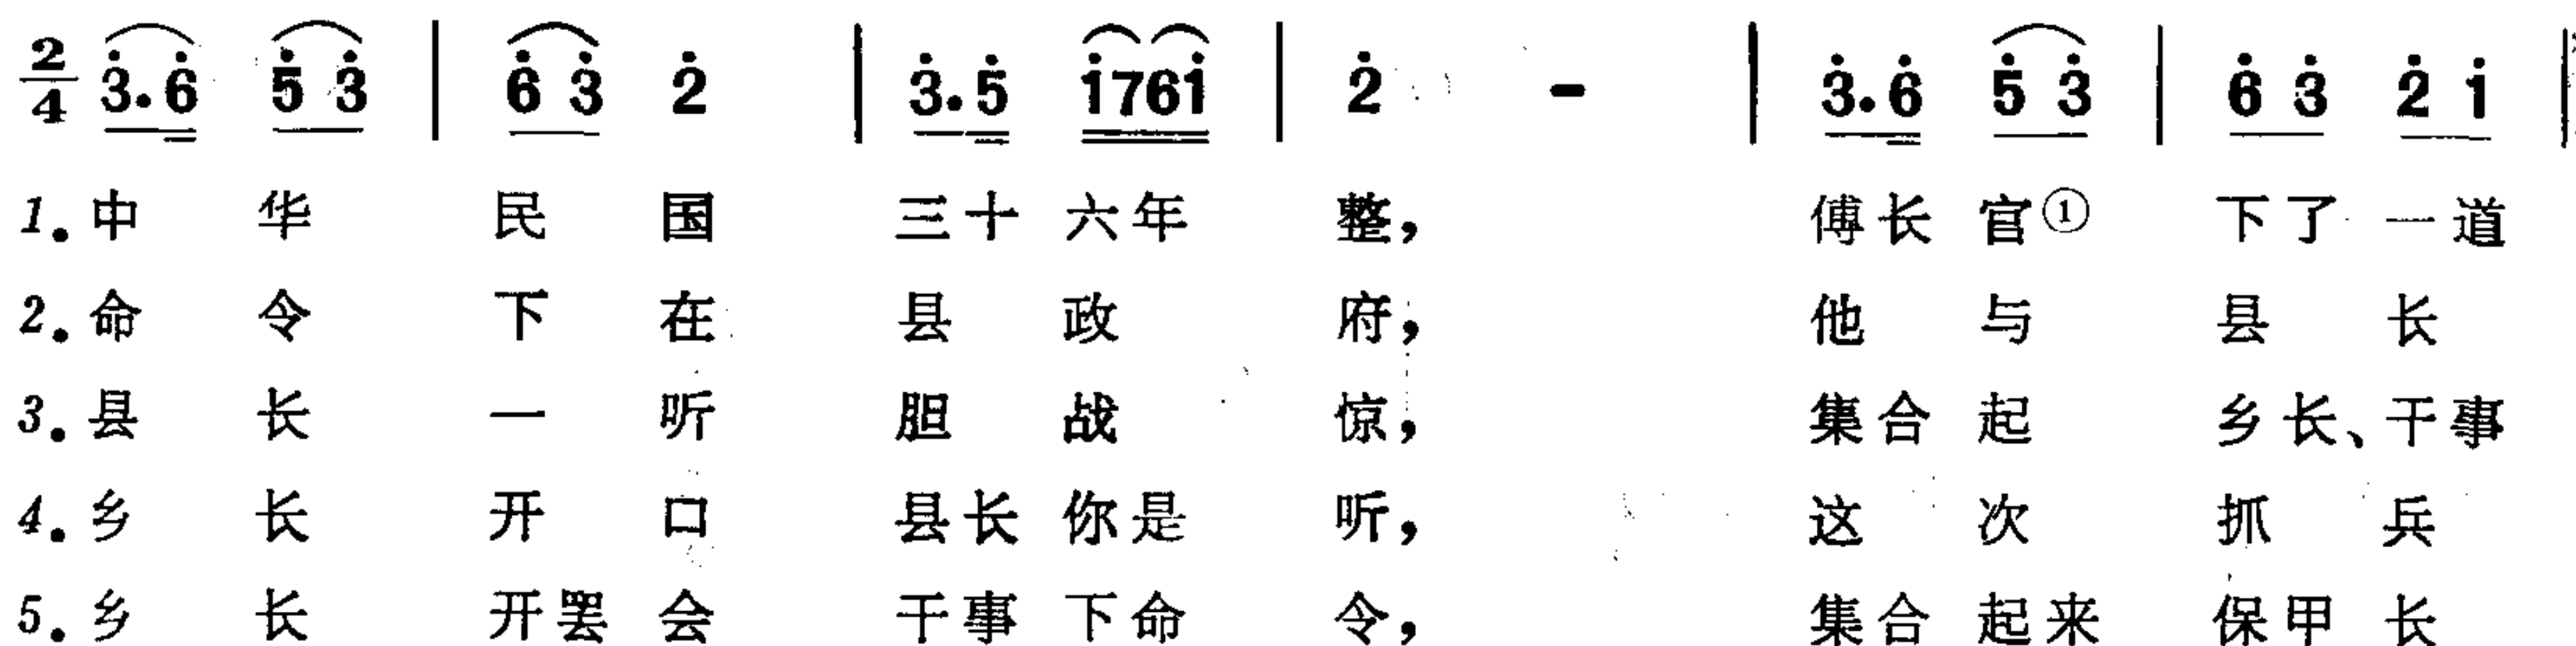 2/4 3̇.6̇ 5̇ 3̇ | 6̇ 3̇ 2̇ | 3̇.5̇ i̇76i̇ | 2̇ - | 3̇.6̇ 5̇ 3̇ | 6̇ 3̇ 2̇ i̇ |
1.中 华 民 国 三十 六年 整, 傅长 官① 下了 一道
2.命 令 下 在 县 政 府, 他 与 县 长
3.县 长 一 听 胆 战 惊, 集合 起 乡长、干事
4.乡 长 开 口 县长 你是 听, 这 次 抓 兵
5.乡 长 开罢 会 干事 下命 令, 集合 起来 保甲 长